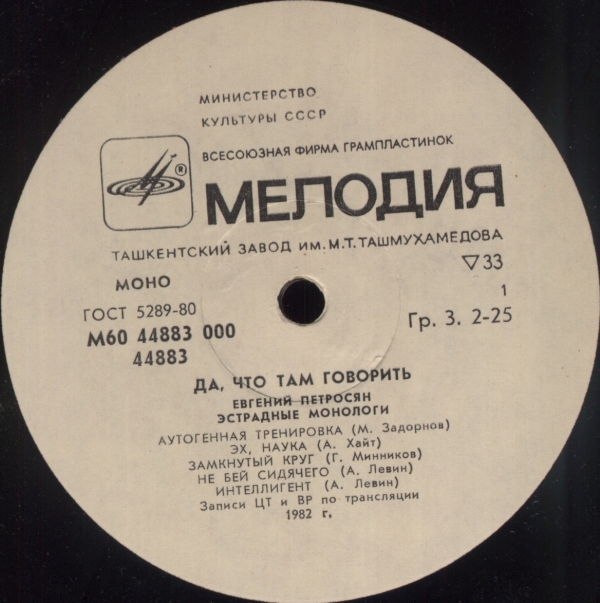 МИНИСТЕРСТВО
КУЛЬТУРЫ СССР
ВСЕСОЮЗНАЯ ФИРМА ГРАМПЛАСТИНОК
®
МЕЛОДИЯ
ТАШКЕНТСКИЙ ЗАВОД ИМ. М.Т. ТАШМУХАМЕДОВА
МОНО
▽33
ГОСТ 5289-80
1
М60 44883 000
Гр. 3. 2-25
44883
ДА, ЧТО ТАМ ГОВОРИТЬ
ЕВГЕНИЙ ПЕТРОСЯН
ЭСТРАДНЫЕ МОНОЛОГИ
АУТОГЕННАЯ ТРЕНИРОВКА (М. Задорнов)
ЭХ, НАУКА (А. Хайт)
ЗАМКНУТЫЙ КРУГ (Г. Минников)
НЕ БЕЙ СИДЯЧЕГО (А. Левин)
ИНТЕЛЛИГЕНТ (А. Левин)
Записи ЦТ и ВР по трансляции
1982 г.